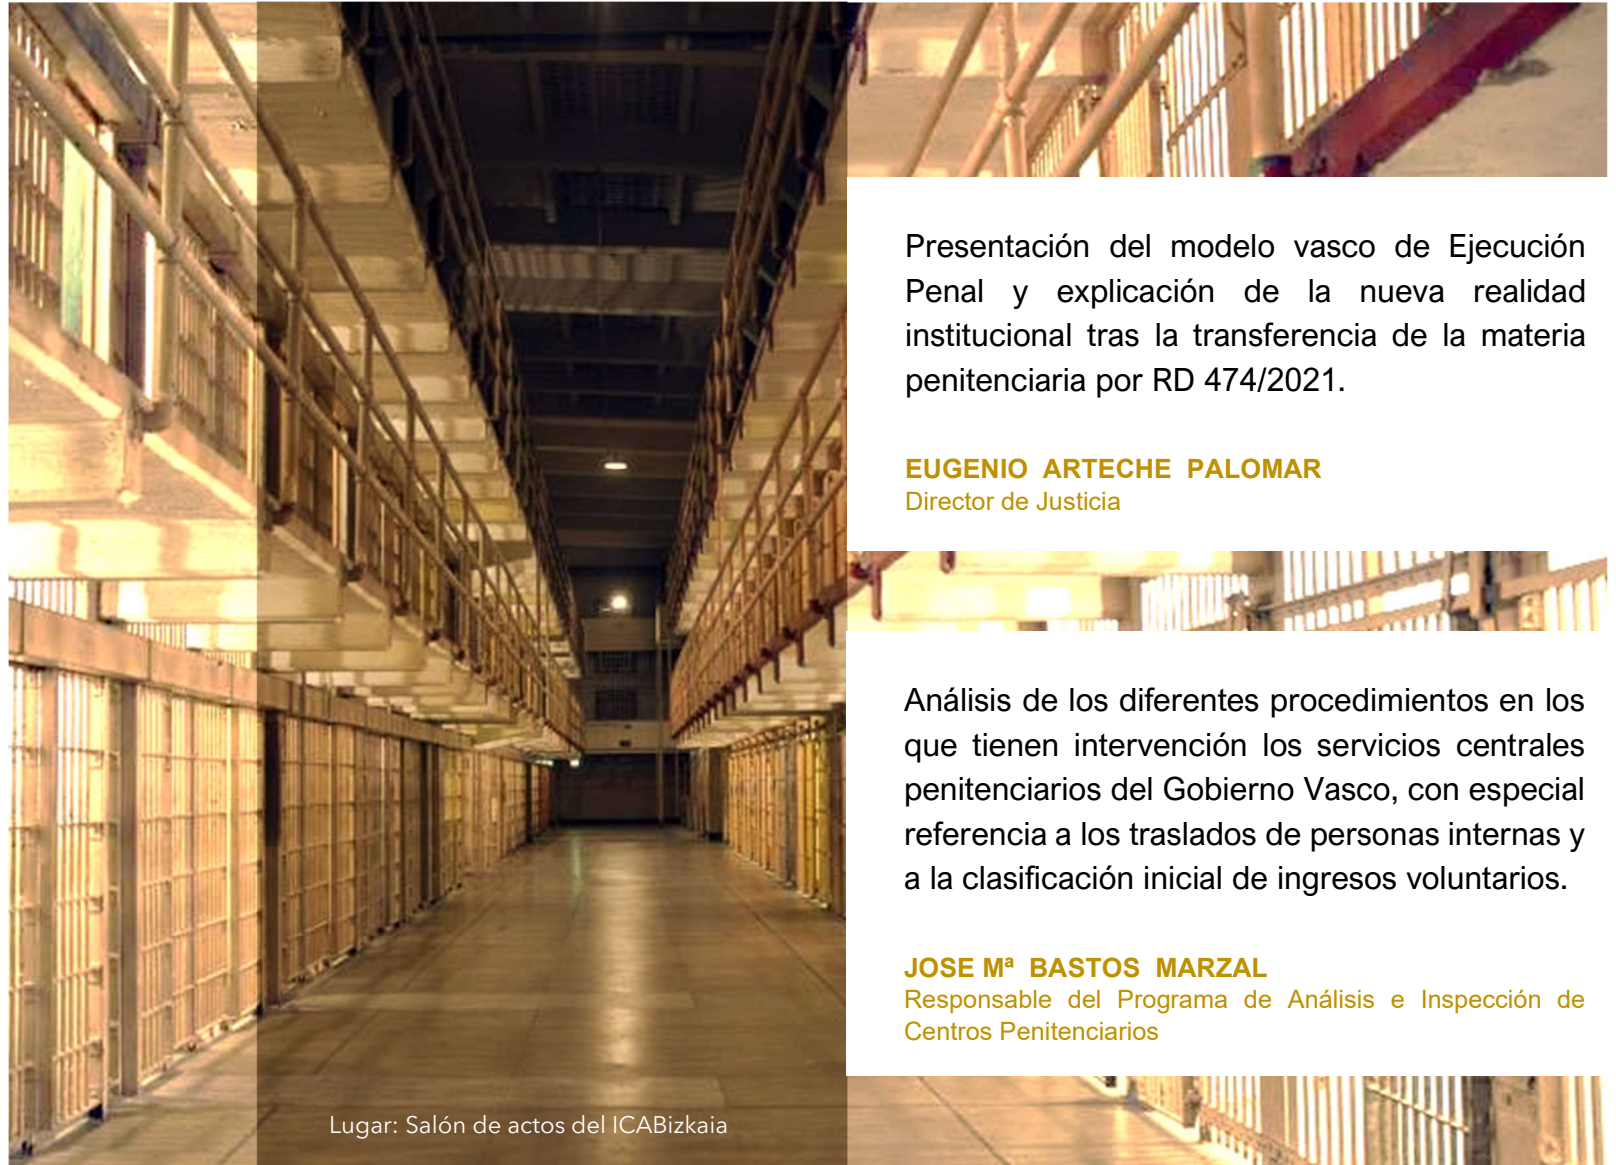 Presentación del modelo vasco de Ejecución
Penal y explicación de la nueva realidad
institucional tras la transferencia de la materia
penitenciaria por RD 474/2021.
EUGENIO ARTECHE PALOMAR
Director de Justicia
Análisis de los diferentes procedimientos en los
que tienen intervención los servicios centrales
penitenciarios del Gobierno Vasco, con especial
referencia a los traslados de personas internas y
a la clasificación inicial de ingresos voluntarios.
JOSE Mª BASTOS MARZAL
Responsable del Programa de Análisis e Inspección de
Centros Penitenciarios
Lugar: Salón de actos del ICABizkaia